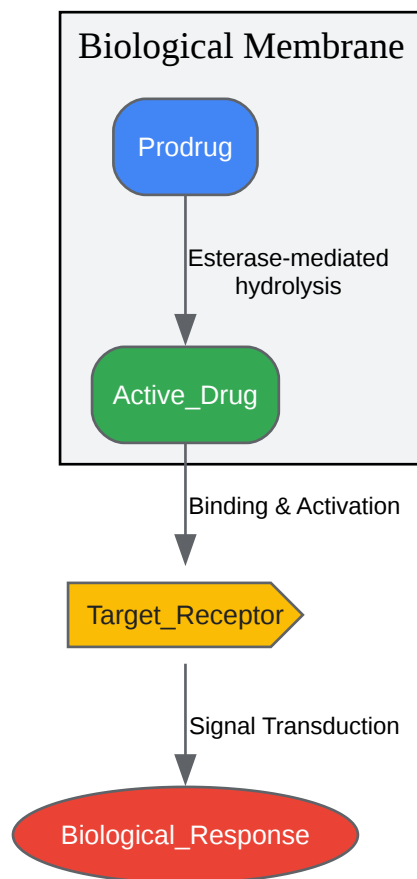 Biological Membrane
Prodrug
Esterase-mediated
hydrolysis
Active_Drug
Binding & Activation
Target_Receptor
Signal Transduction
Biological_Response